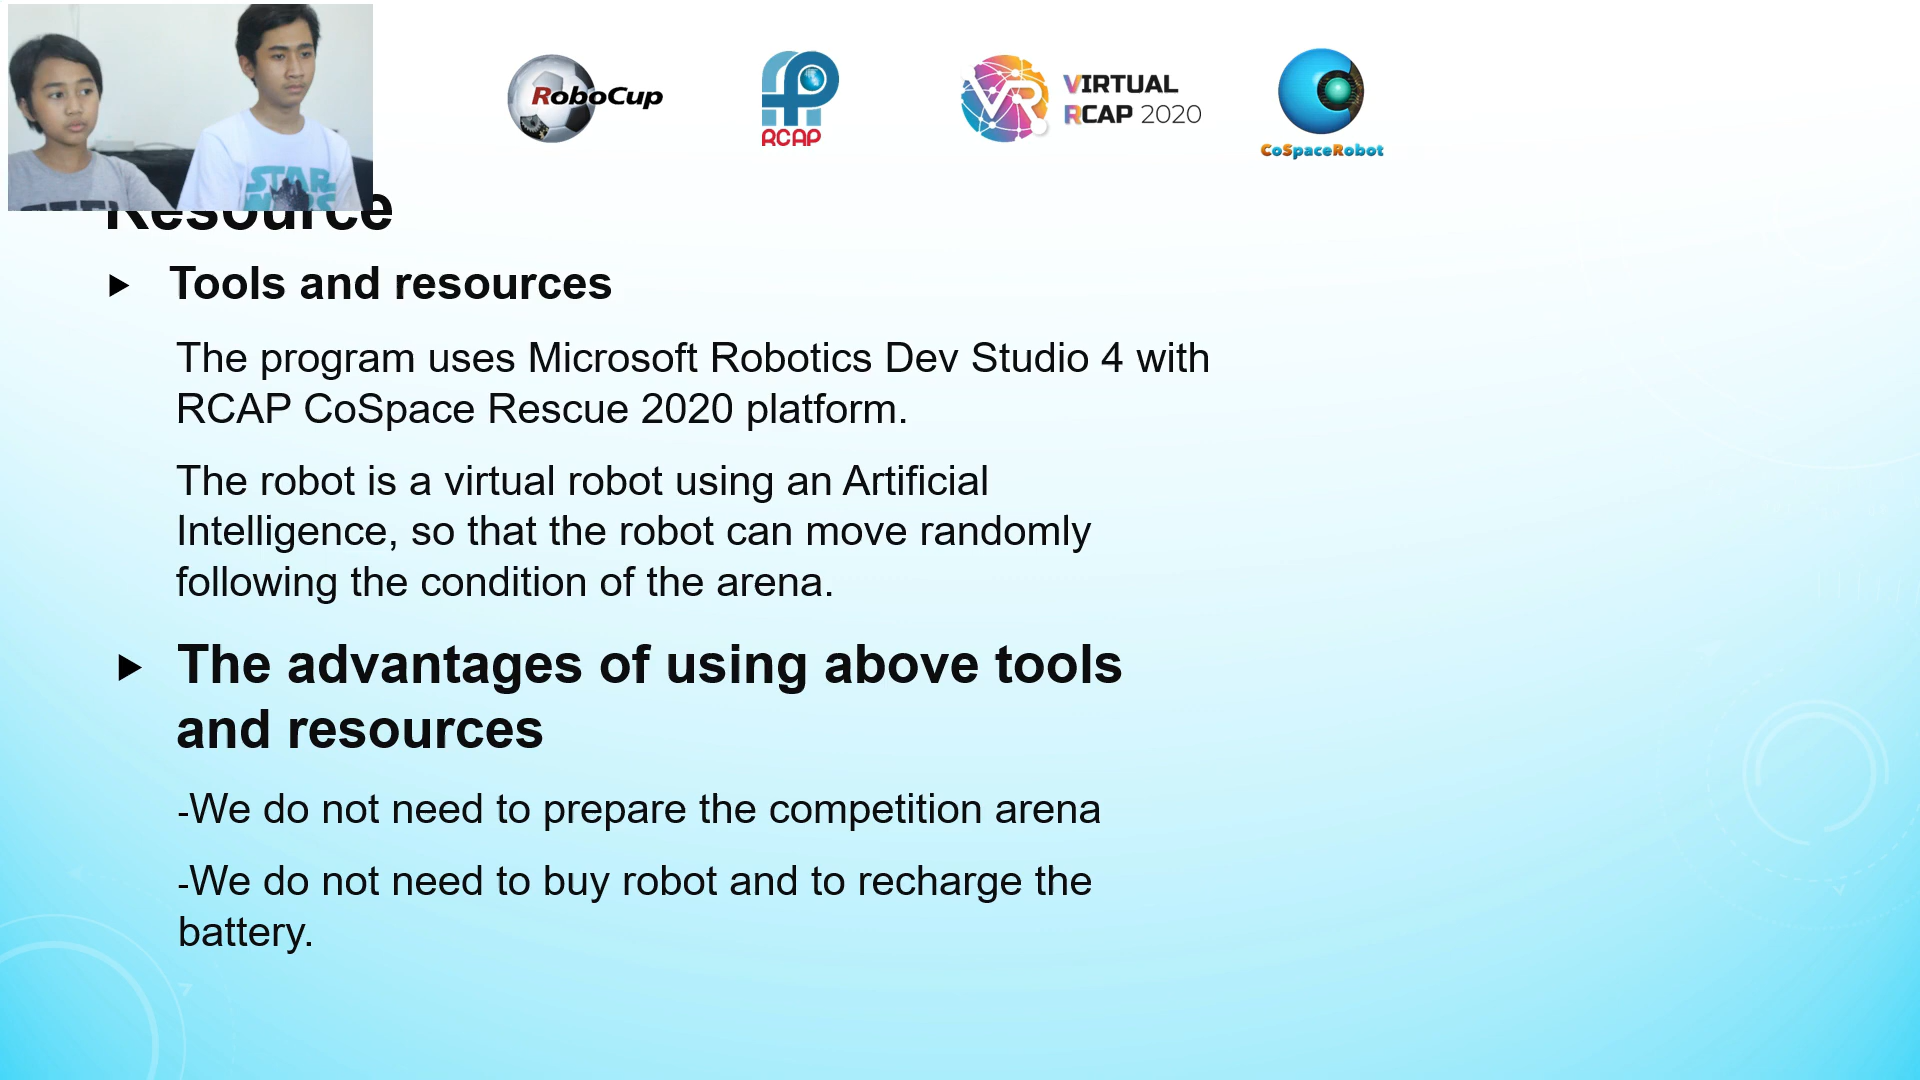 RoboCup
RCAP
VIRTUAL
RCAP 2020
CoSpaceRobot
STAR
WARS
Resource
Tools and resources
The program uses Microsoft Robotics Dev Studio 4 with
RCAP CoSpace Rescue 2020 platform.
The robot is a virtual robot using an Artificial
Intelligence, so that the robot can move randomly
following the condition of the arena.
The advantages of using above tools
and resources
-We do not need to prepare the competition arena
-We do not need to buy robot and to recharge the
battery.